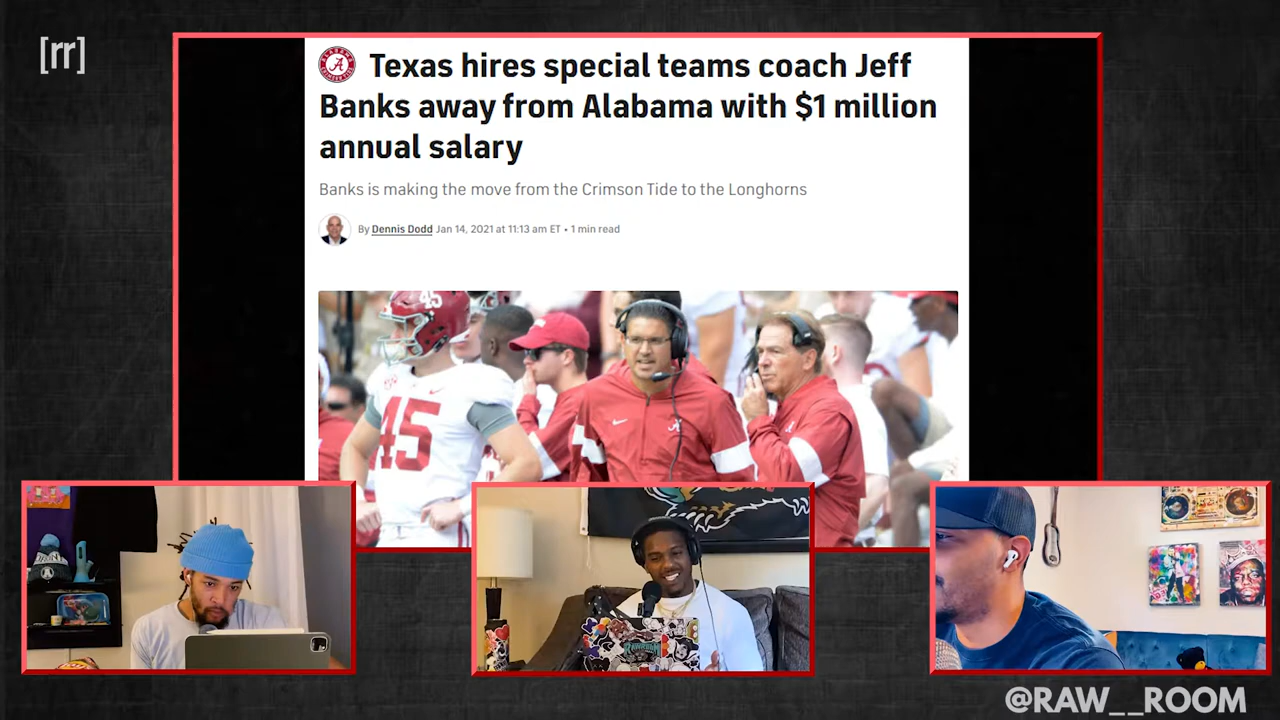 [rr]
Texas hires special teams coach Jeff
Banks away from Alabama with $1 million
annual salary
Banks is making the move from the Crimson Tide to the Longhorns
By Dennis Dodd Jan 14, 2021 at 11:13 am ET • 1 min read
45
45
RAWROOM
@RAW__ROOM